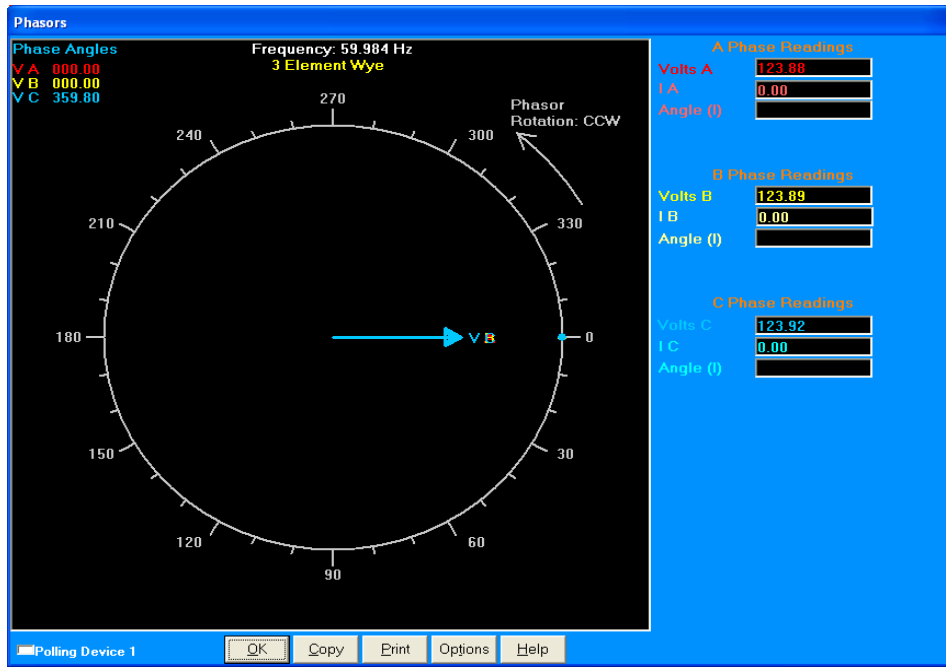 Phasors
Phase Angles
V A 000.00
V B 000.00
V C 359.80
Frequency: 59.984 Hz
3 Element Wye
Phasor
Rotation: CCW
270
240
300
210
330
180
0
150
30
120
60
90
V B
A Phase Readings
Volts A 123.88
I A 0.00
Angle (I)
B Phase Readings
Volts B 123.89
I B 0.00
Angle (I)
C Phase Readings
Volts C 123.92
I C 0.00
Angle (I)
Polling Device 1
OK Copy Print Options Help